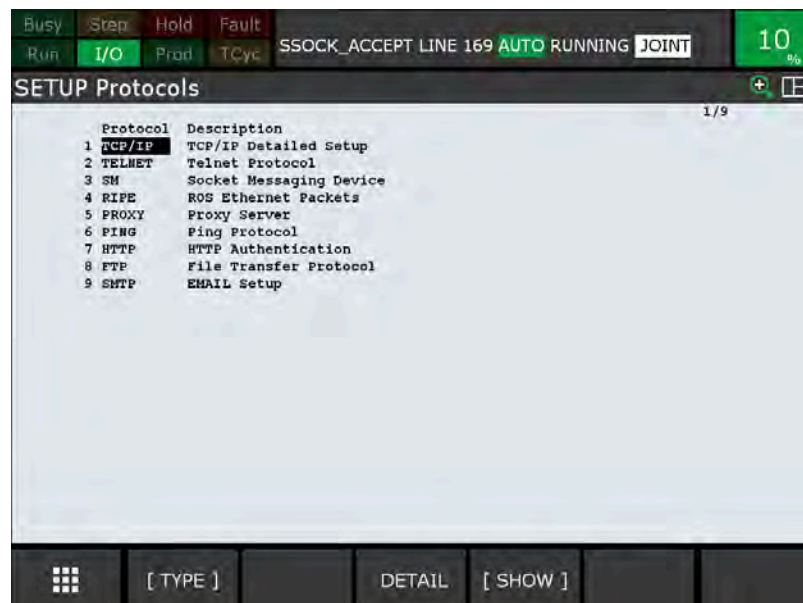 Busy Step Hold Fault
Run I/O Prod TCyc
SSOCK_ACCEPT LINE 169 AUTO RUNNING JOINT
10
%
SETUP Protocols
1/9
Protocol Description
1 TCP/IP TCP/IP Detailed Setup
2 TELNET Telnet Protocol
3 SM Socket Messaging Device
4 RIPE ROS Ethernet Packets
5 PROXY Proxy Server
6 PING Ping Protocol
7 HTTP HTTP Authentication
8 FTP File Transfer Protocol
9 SMTP EMAIL Setup
[ TYPE ] DETAIL [ SHOW ]